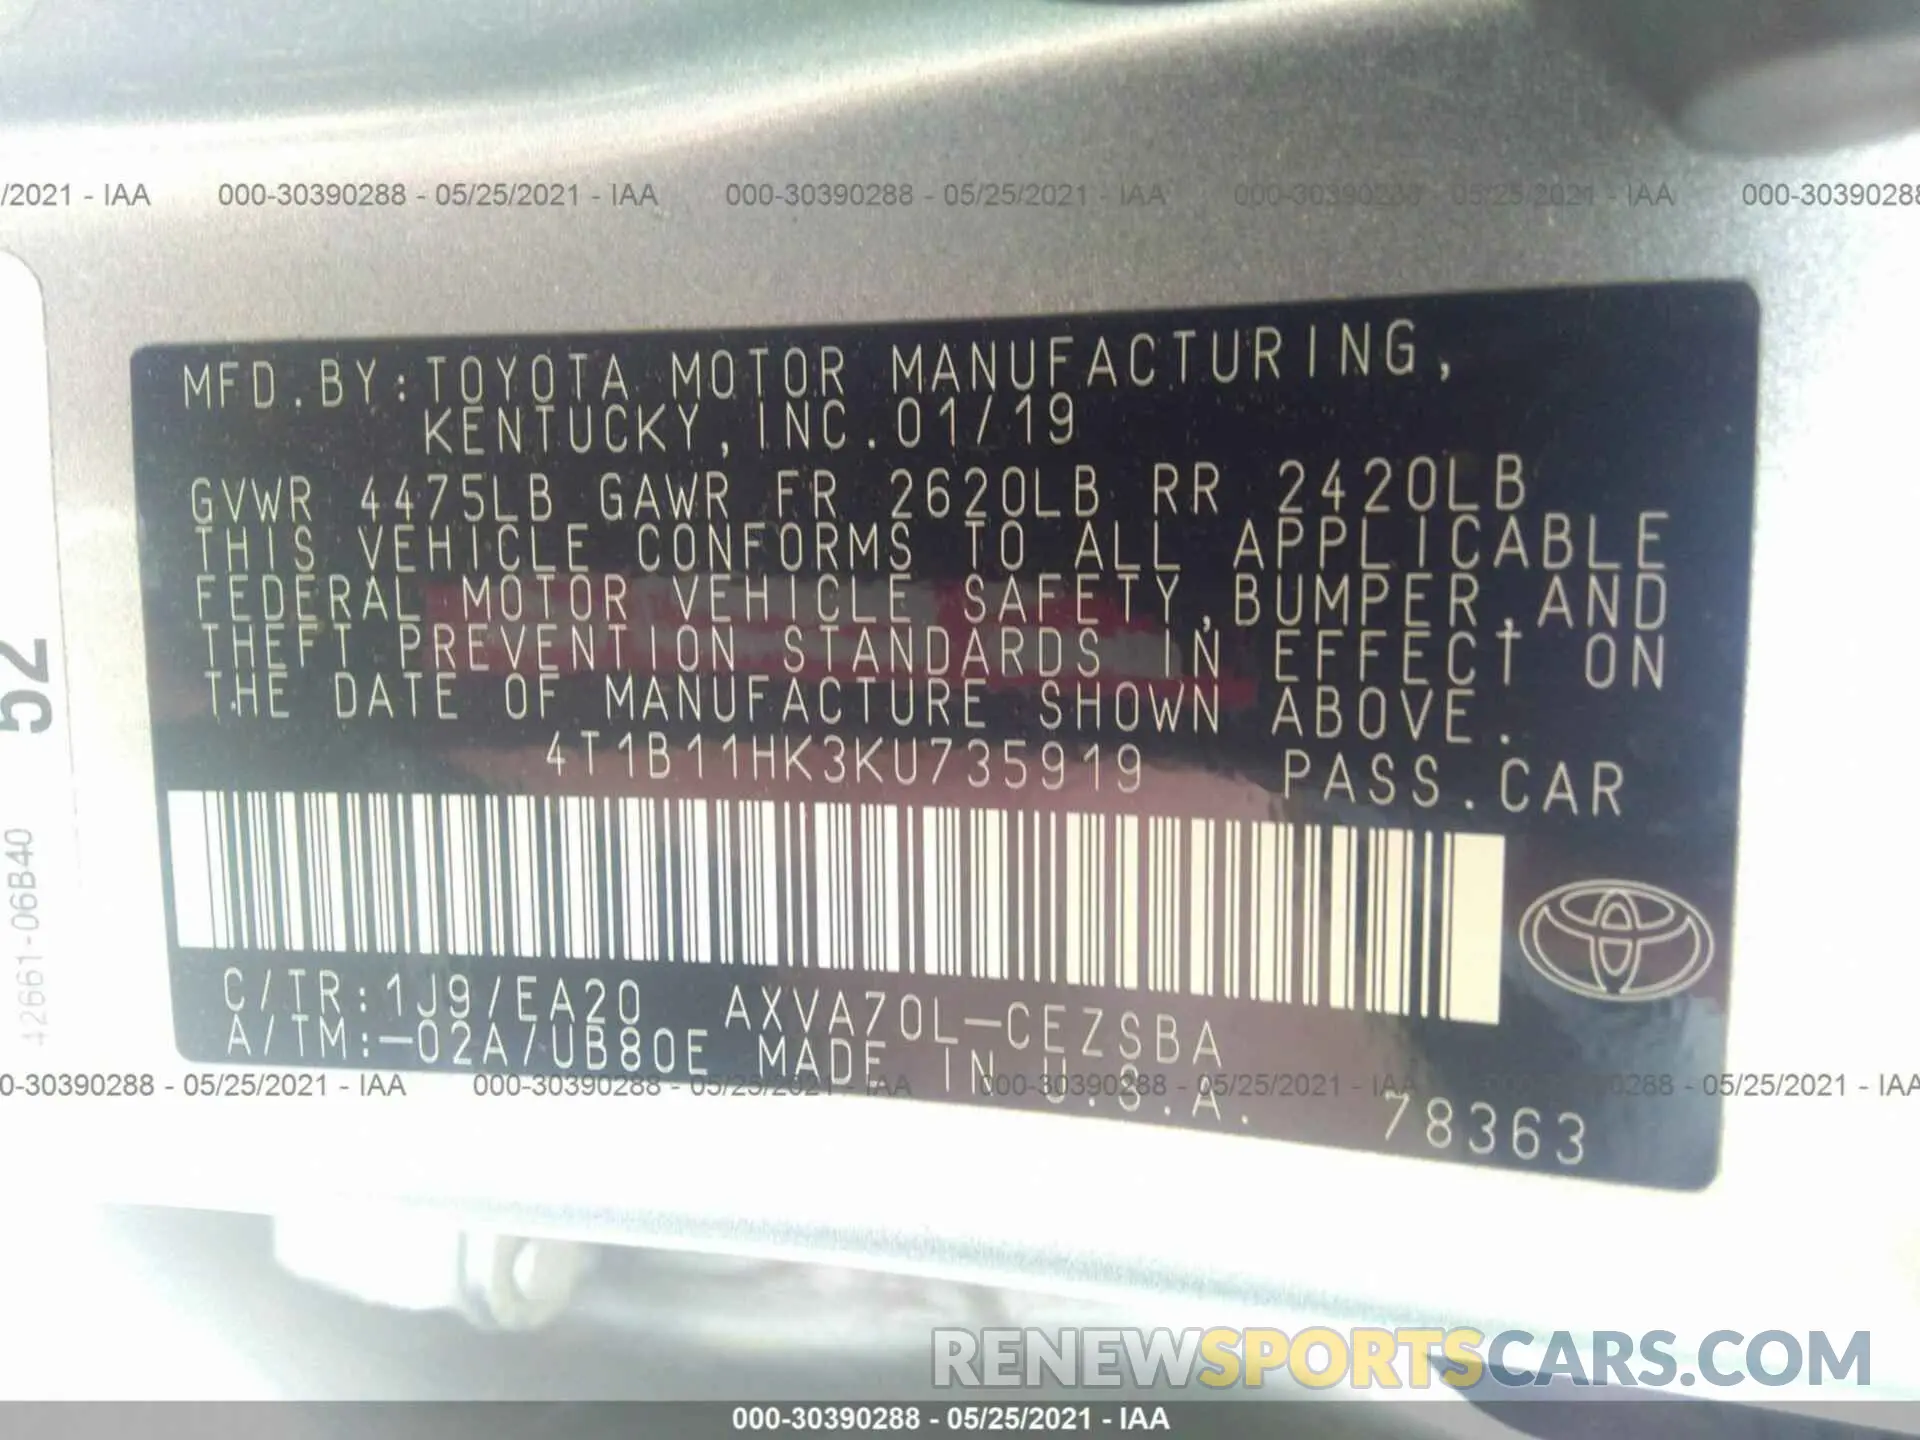 /2021 - IAA 000-30390288 - 05/25/2021 - IAA 000-30390288 - 05/25/2021 - IAA 000-30390288 - 05/25/2021 - IAA 000-30390288
MFD.BY:TOYOTA MOTOR MANUFACTURING,
KENTUCKY,INC.01/19
GVWR 4475LB GAWR FR 2620LB RR 2420LB
THIS VEHICLE CONFORMS TO ALL APPLICABLE
FEDERAL MOTOR VEHICLE SAFETY,BUMPER,AND
THEFT PREVENTION STANDARDS IN EFFECT ON
THE DATE OF MANUFACTURE SHOWN ABOVE.
4T1B11HK3KU735919 PASS.CAR
C/TR:1J9/EA20 AXVA70L-CEZSBA
A/TM:-02A/UB80E MADE IN U.S.A. 78363
52
42661-06B40
0-30390288 - 05/25/2021 - IAA 000-30390288 - 05/25/2021 - IAA 000-30390288 - 05/25/2021 - IAA 000-30390288 - 05/25/2021 - IAA
RENEWSPORTSCARS.COM
000-30390288 - 05/25/2021 - IAA